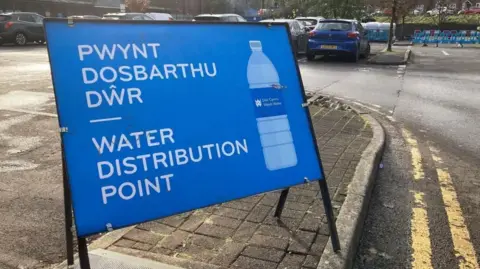 PWYNT
DOSBARTHU
DŴR
WATER
DISTRIBUTION
POINT